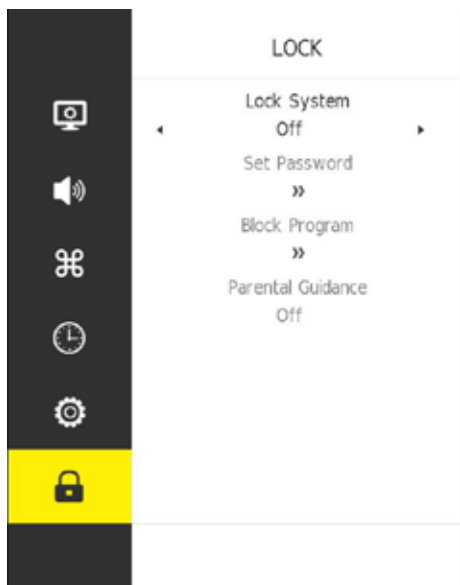 LOCK
Lock System
Off
Set Password
»
Block Program
»
Parental Guidance
Off